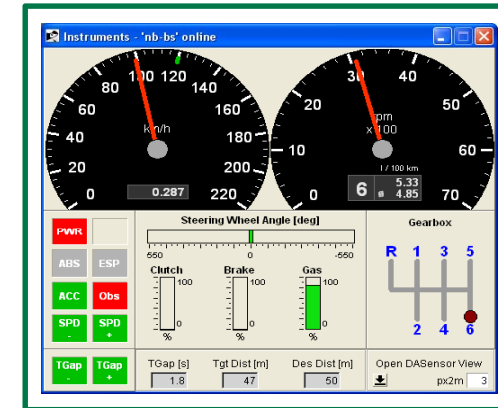 Instruments - 'nb-bs' online
0 20 40 60 80 100 120 140 160 180 200 220
km/h
0.287
0 10 20 30 40 50 60 70
rpm
x 100
l / 100 km
6 5.33
ø 4.85
PWR
ABS ESP
ACC Obs
SPD - SPD +
TGap - TGap +
Steering Wheel Angle [deg]
550 0 -550
Clutch Brake Gas
100 100 100
0 0 0
% % %
Gearbox
R 1 3 5
2 4 6
TGap [s] Tgt Dist [m] Des Dist [m]
1.8 47 50
Open DASensor View
px2m 3